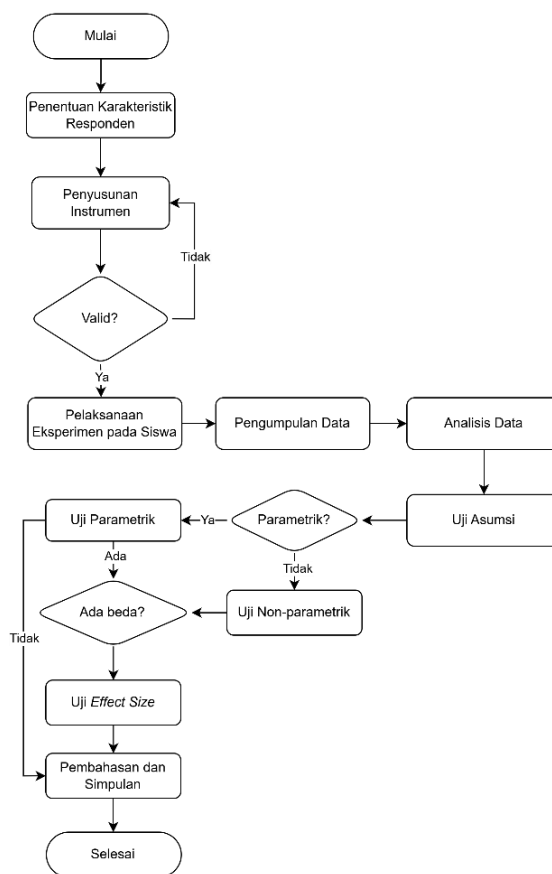 Mulai
Penentuan Karakteristik
Responden
Penyusunan
Instrumen
Tidak
Valid?
Ya
Pelaksanaan
Eksperimen pada Siswa
Pengumpulan Data
Analisis Data
Uji Parametrik
Ya
Parametrik?
Uji Asumsi
Ada
Tidak
Ada beda?
Uji Non-parametrik
Tidak
Uji Effect Size
Pembahasan dan
Simpulan
Selesai